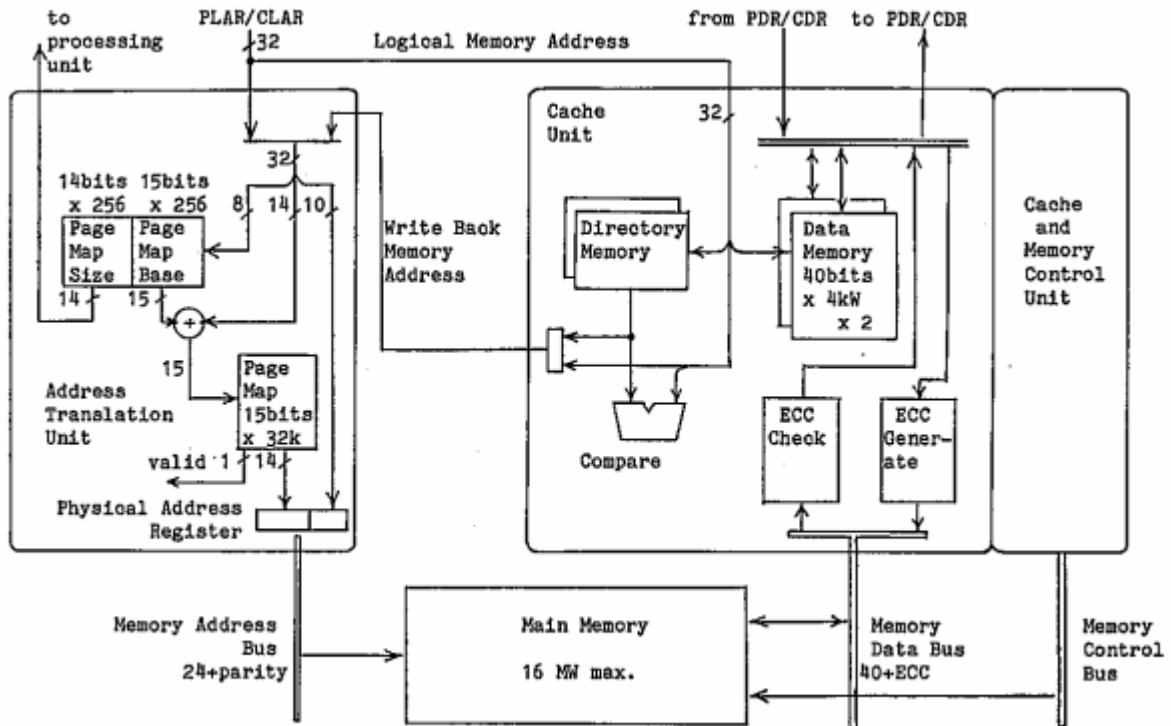 to
processing
unit
PLAR/CLAR
32
Logical Memory Address
from PDR/CDR
to PDR/CDR
32
14bits
x 256
15bits
x 256
8
14
10
32
Page
Map
Size
Page
Map
Base
14
15
+
15
Page
Map
15bits
x 32k
Address
Translation
Unit
valid 1
14
Physical Address
Register
Write Back
Memory
Address
Cache
Unit
Directory
Memory
Data
Memory
40bits
x 4kW
x 2
Compare
ECC
Check
ECC
Gener-
ate
Cache
and
Memory
Control
Unit
Memory Address
Bus
24+parity
Main Memory
16 MW max.
Memory
Data Bus
40+ECC
Memory
Control
Bus